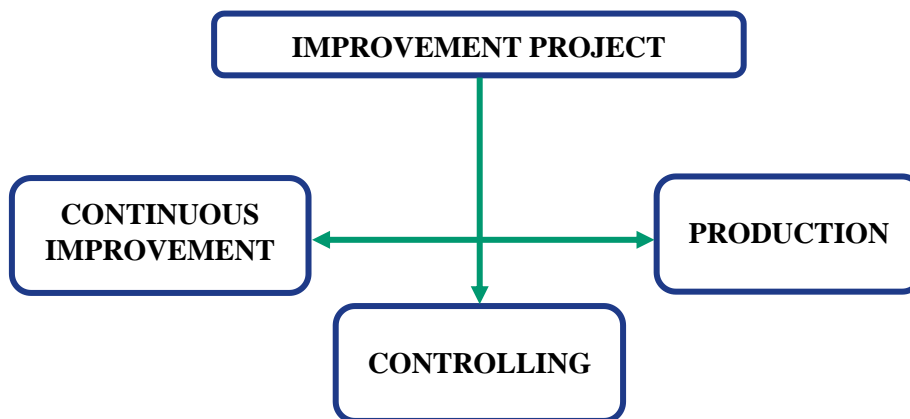 IMPROVEMENT PROJECT
CONTINUOUS
IMPROVEMENT
PRODUCTION
CONTROLLING